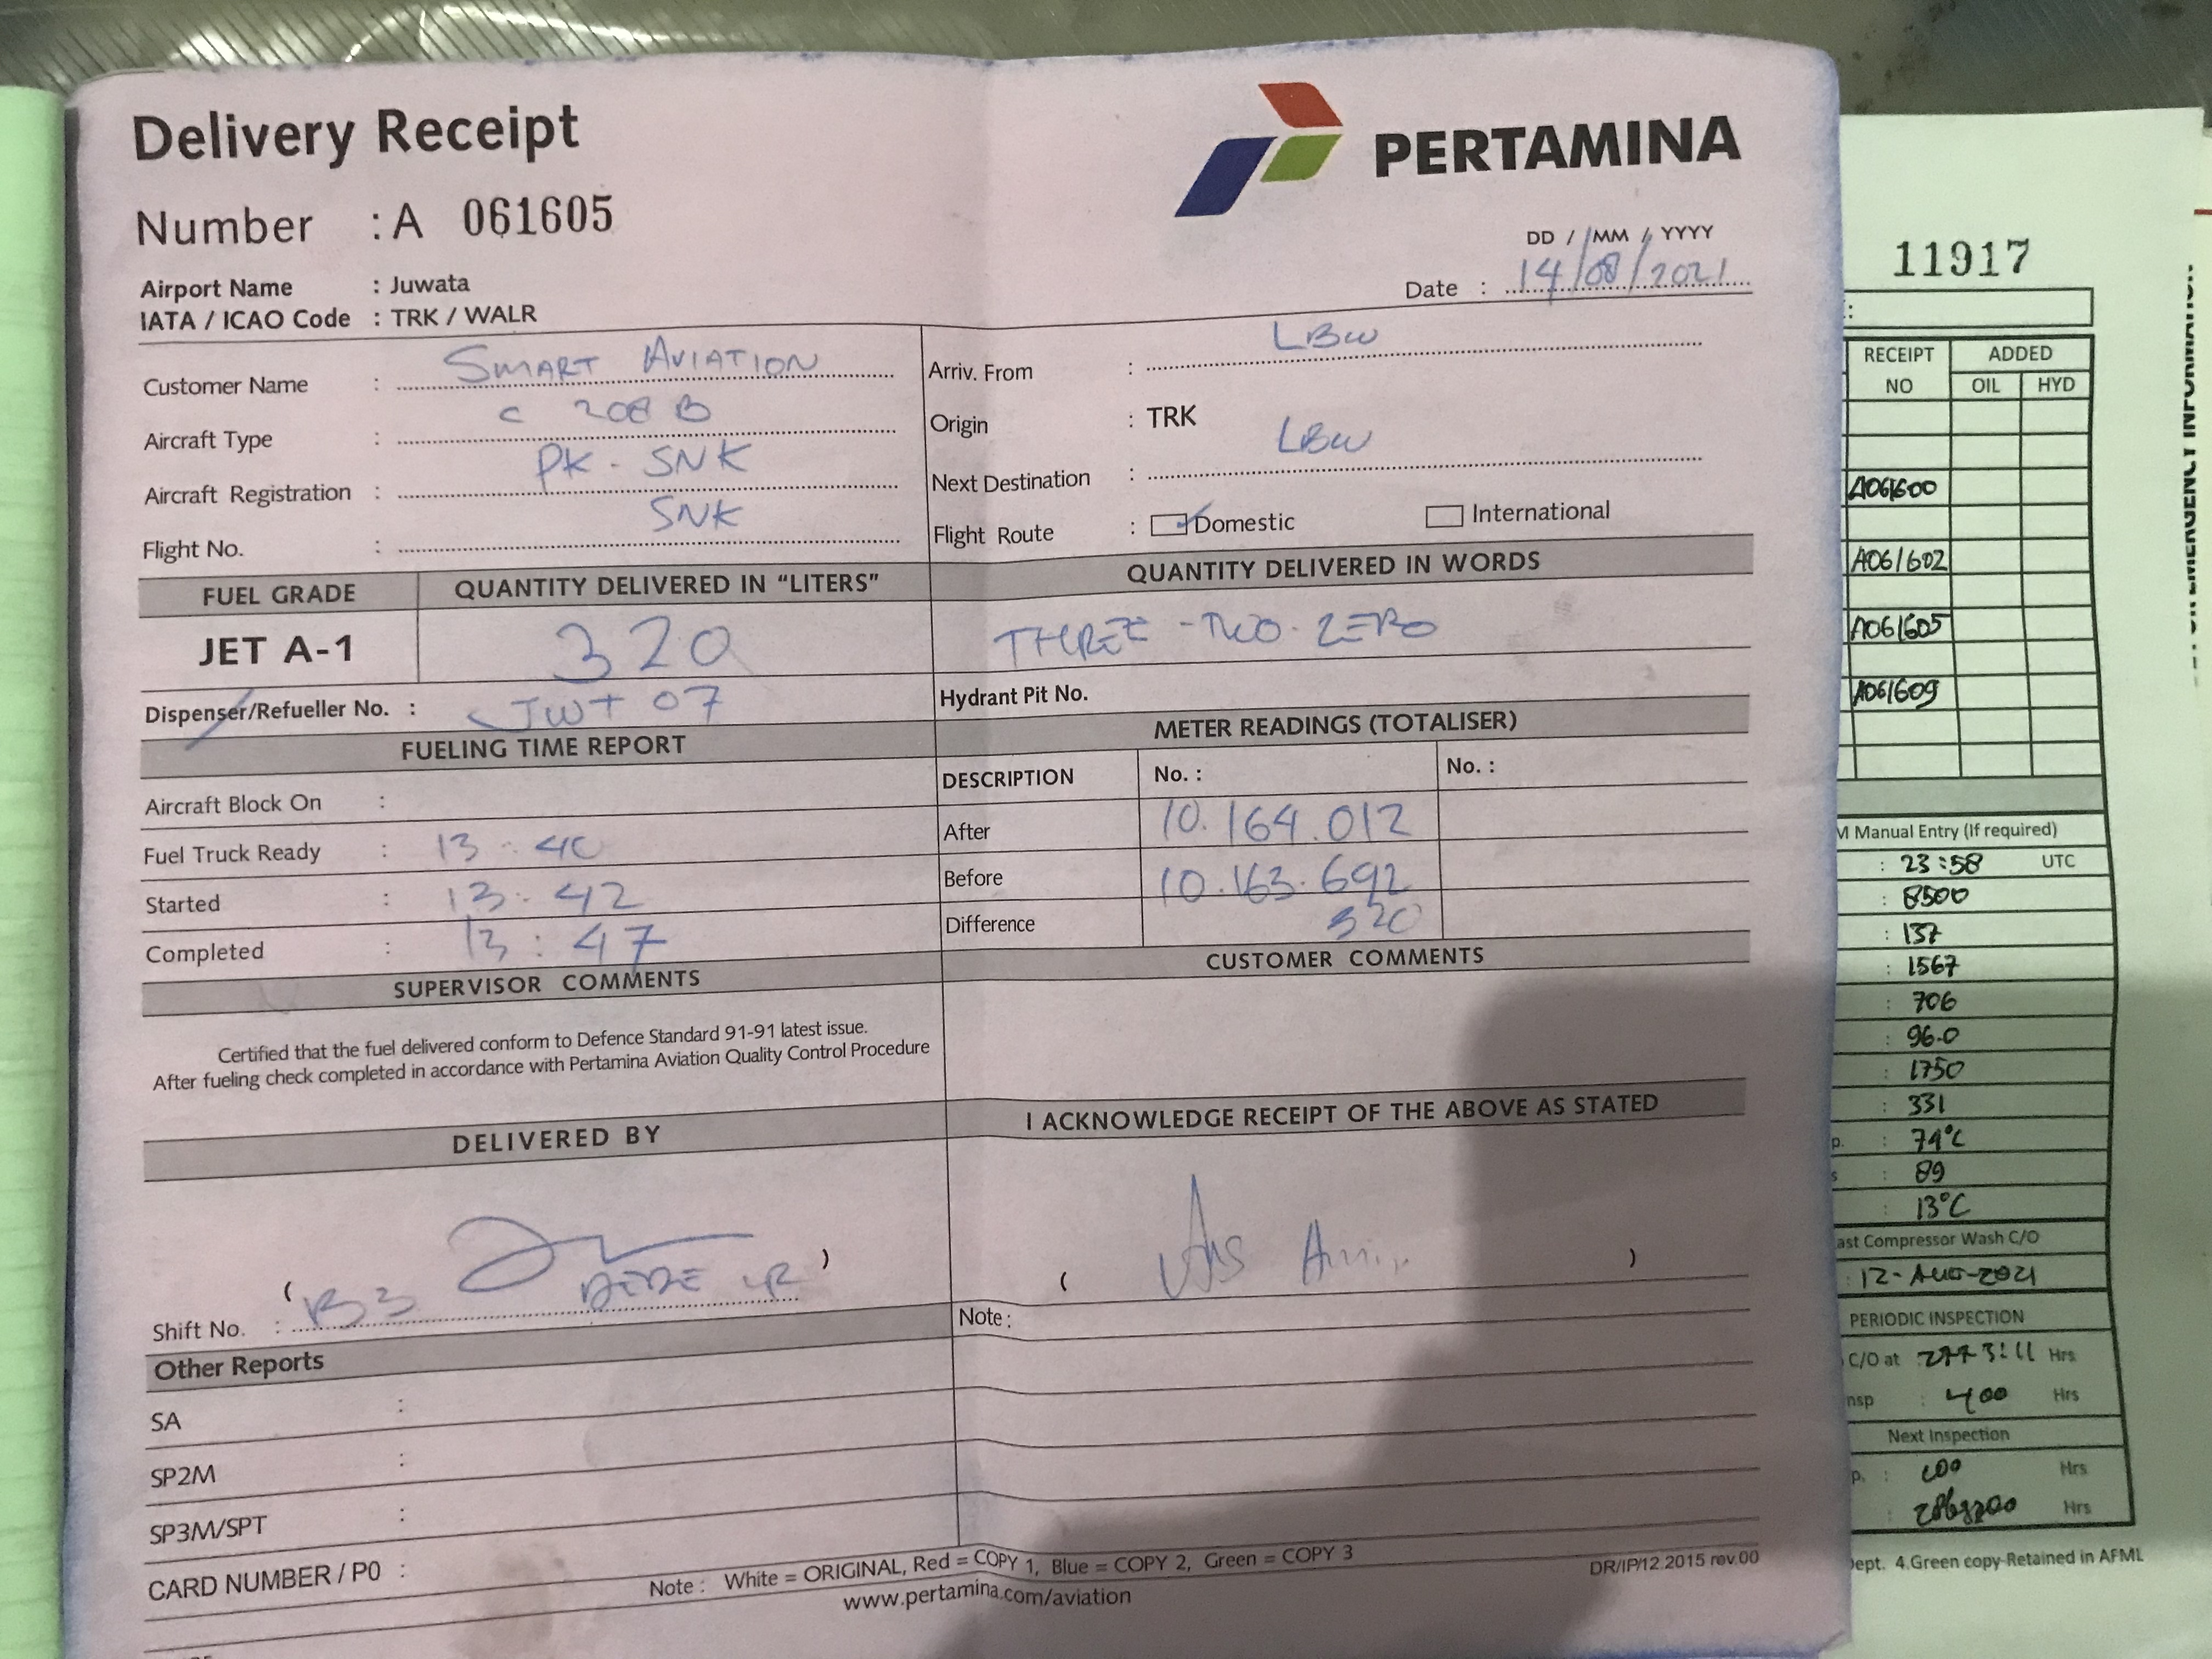 Delivery Receipt
PERTAMINA
Number : A 061605
DD / MM / YYYY
Date : 14/08/2021
Airport Name : Juwata
IATA / ICAO Code : TRK / WALR
Customer Name : SMART AVIATION
Aircraft Type : C 208 B
Aircraft Registration : PK - SNK
Flight No. : SNK
Arriv. From : LBW
Origin : TRK
Next Destination : LBW
Flight Route : Domestic International
FUEL GRADE QUANTITY DELIVERED IN "LITERS" QUANTITY DELIVERED IN WORDS
JET A-1 320 THREE - TWO - ZERO
Dispenser/Refueller No. : JWT 07
Hydrant Pit No.
FUELING TIME REPORT
Aircraft Block On :
Fuel Truck Ready : 13 : 40
Started : 13 : 42
Completed : 13 : 47
METER READINGS (TOTALISER)
DESCRIPTION No. : No. :
After 10.164.012
Before 10.163.692
Difference 320
SUPERVISOR COMMENTS
Certified that the fuel delivered conform to Defence Standard 91-91 latest issue.
After fueling check completed in accordance with Pertamina Aviation Quality Control Procedure
CUSTOMER COMMENTS
DELIVERED BY
( )
Shift No. : B3
I ACKNOWLEDGE RECEIPT OF THE ABOVE AS STATED
( )
Note :
Other Reports
SA :
SP2M :
SP3M/SPT :
CARD NUMBER / P0 :
Note : White = ORIGINAL, Red = COPY 1, Blue = COPY 2, Green = COPY 3
www.pertamina.com/aviation
DR/IP/12.2015 rev.00
11917
RECEIPT NO ADDED
OIL HYD
A061600
A061602
A061605
A061609
M Manual Entry (If required)
: 23:58 UTC
: 8500
: 137
: 1567
: 706
: 96.0
: 1750
: 331
p. : 74°C
s : 89
: 13°C
ast Compressor Wash C/O
: 12-AUG-2021
PERIODIC INSPECTION
C/O at 2773:11 Hrs
nsp : 400 Hrs
Next Inspection
p. : Hrs
: Hrs
ept. 4.Green copy-Retained in AFML
EMERGENCY INFORMATION